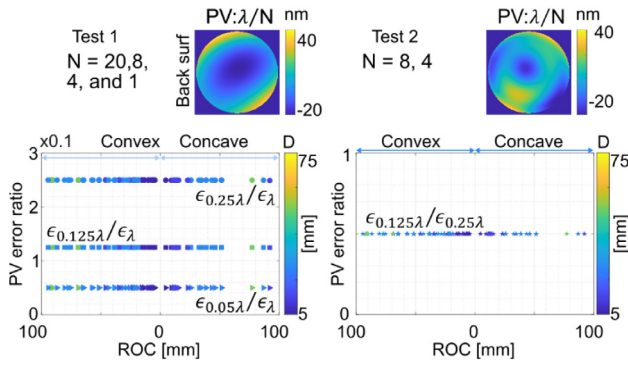 PV:λ/N
nm
Test 1
N = 20,8,
4, and 1
Back surf
40
-20
PV:λ/N
nm
Test 2
N = 8, 4
40
-20
x0.1
Convex
Concave
D
3
2
1
0
PV error ratio
ϵ0.25λ/ϵλ
ϵ0.125λ/ϵλ
ϵ0.05λ/ϵλ
75
[mm]
5
100
0
100
ROC [mm]
Convex
Concave
D
1
0
PV error ratio
ϵ0.125λ/ϵ0.25λ
75
[mm]
5
100
0
100
ROC [mm]